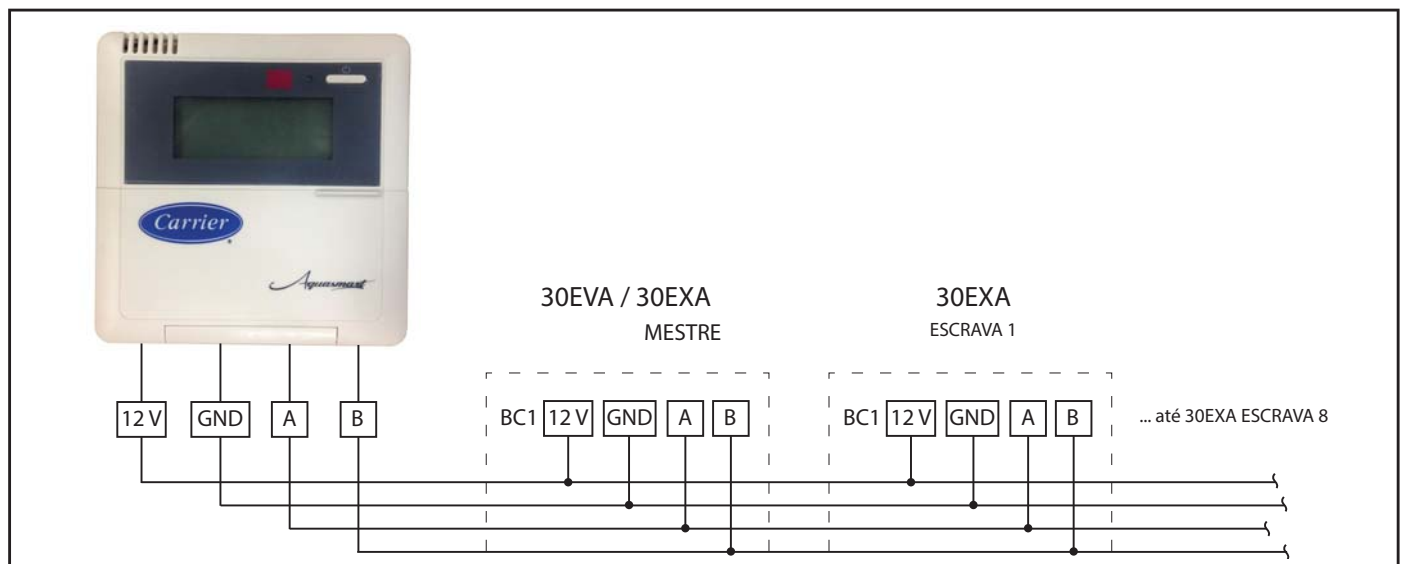 Carrier
Aquasmart
30EVA / 30EXA
MESTRE
30EXA
ESCRAVA 1
12 V GND A B
BC1 12 V GND A B
BC1 12 V GND A B
... até 30EXA ESCRAVA 8